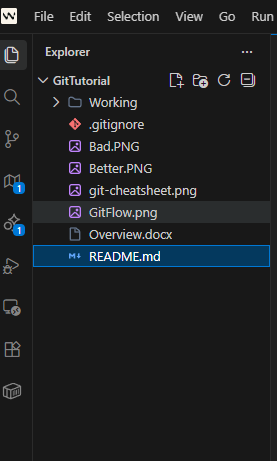 File Edit Selection View Go Run
Explorer
GitTutorial
Working
.gitignore
Bad.PNG
Better.PNG
git-cheatsheet.png
GitFlow.png
Overview.docx
README.md
1
1